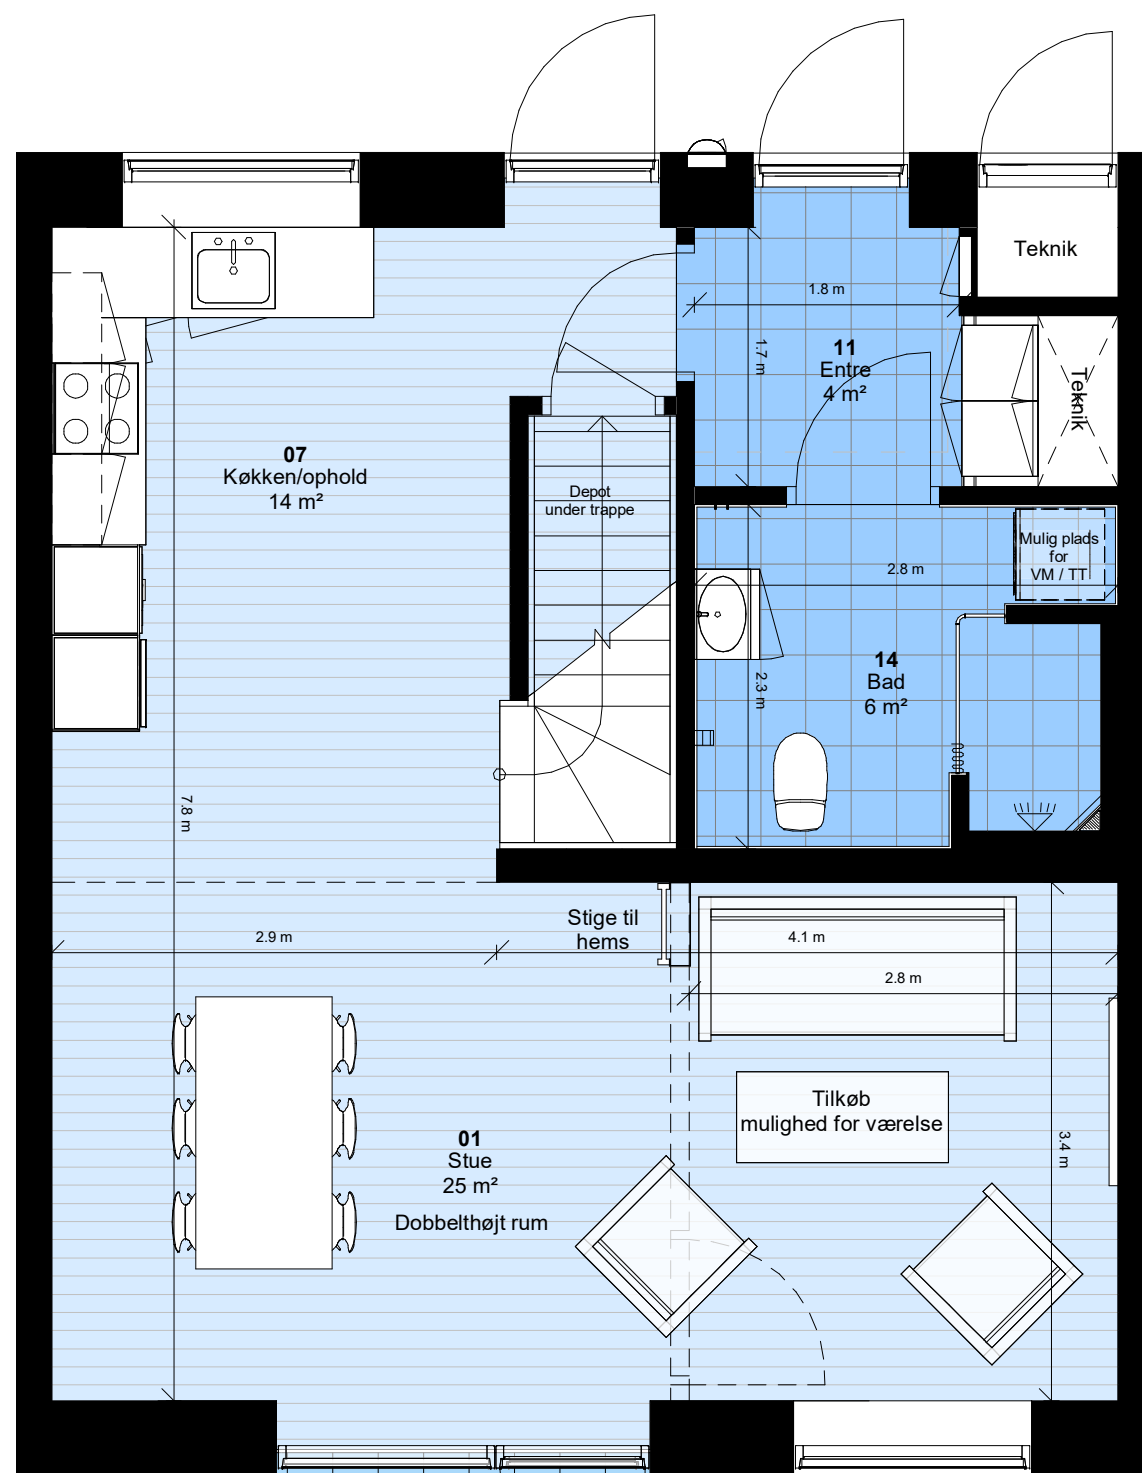 Teknik
1.8 m
1.7 m
11
Entre
4 m²
Teknik
07
Køkken/ophold
14 m²
Depot
under trappe
Mulig plads
for
VM / TT
2.8 m
14
Bad
6 m²
2.3 m
7.8 m
Stige til
hems
2.9 m
4.1 m
2.8 m
Tilkøb
mulighed for værelse
3.4 m
01
Stue
25 m²
Dobbelthøjt rum